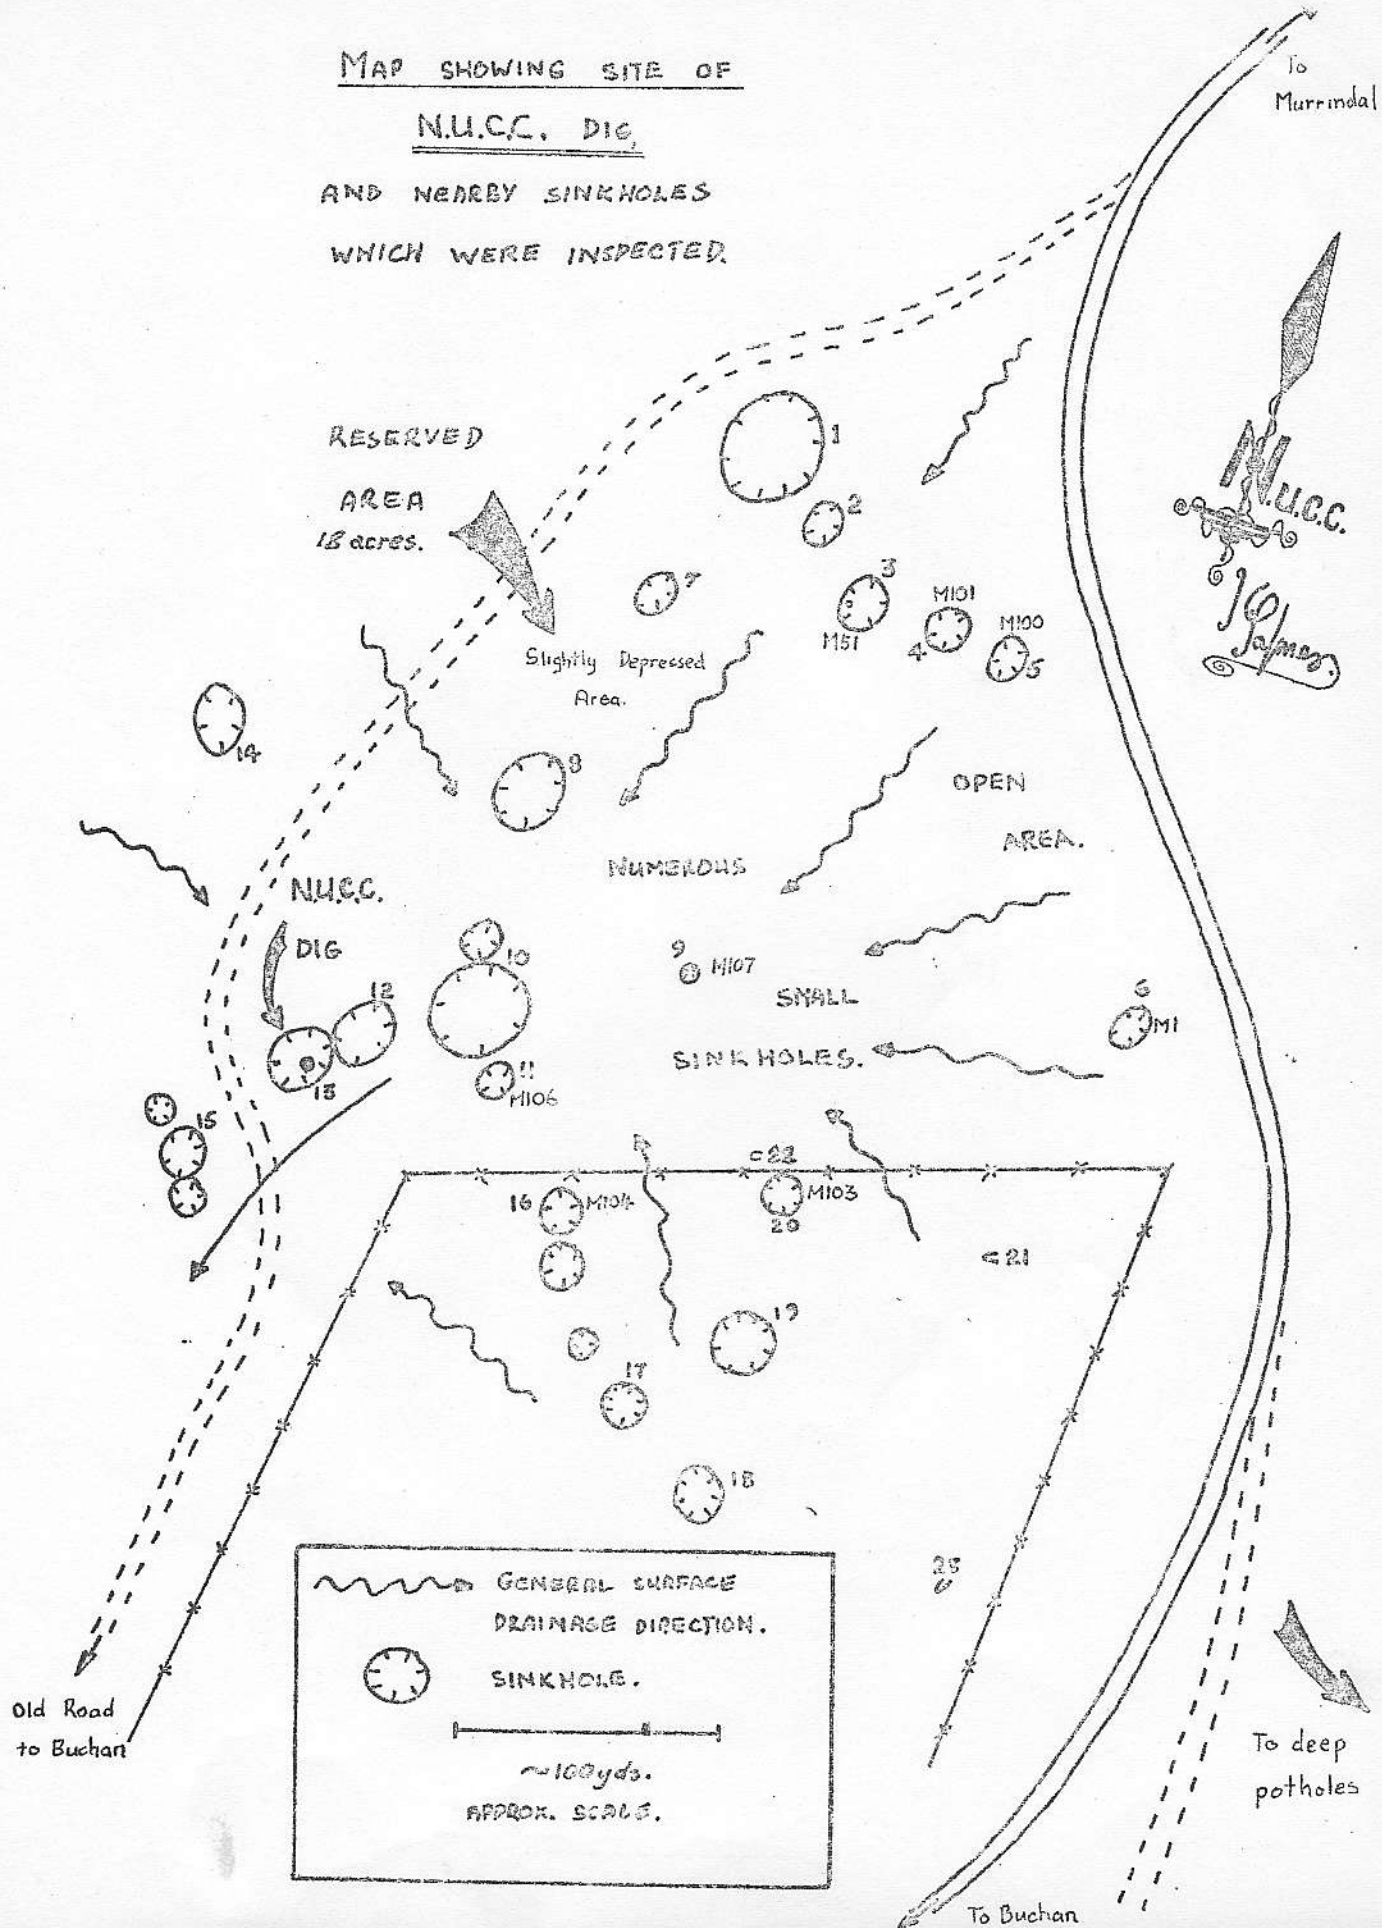 MAP SHOWING SITE OF
N.U.C.C. DIG,
AND NEARBY SINKHOLES
WHICH WERE INSPECTED.
To
Murrindal
RESERVED
AREA
18 acres.
1
2
3
M51
M101
4
M100
5
7
N.U.C.C.
Slightly Depressed
Area.
14
8
OPEN
AREA.
NUMEROUS
N.U.C.C.
DIG
10
9
M107
SMALL
SINKHOLES.
6
M1
12
13
11
M106
15
22
16
M104
M103
20
21
19
17
18
GENERAL SURFACE
DRAINAGE DIRECTION.
SINKHOLE.
~100yds.
APPROX. SCALE.
Old Road
to Buchan
To deep
potholes
To Buchan